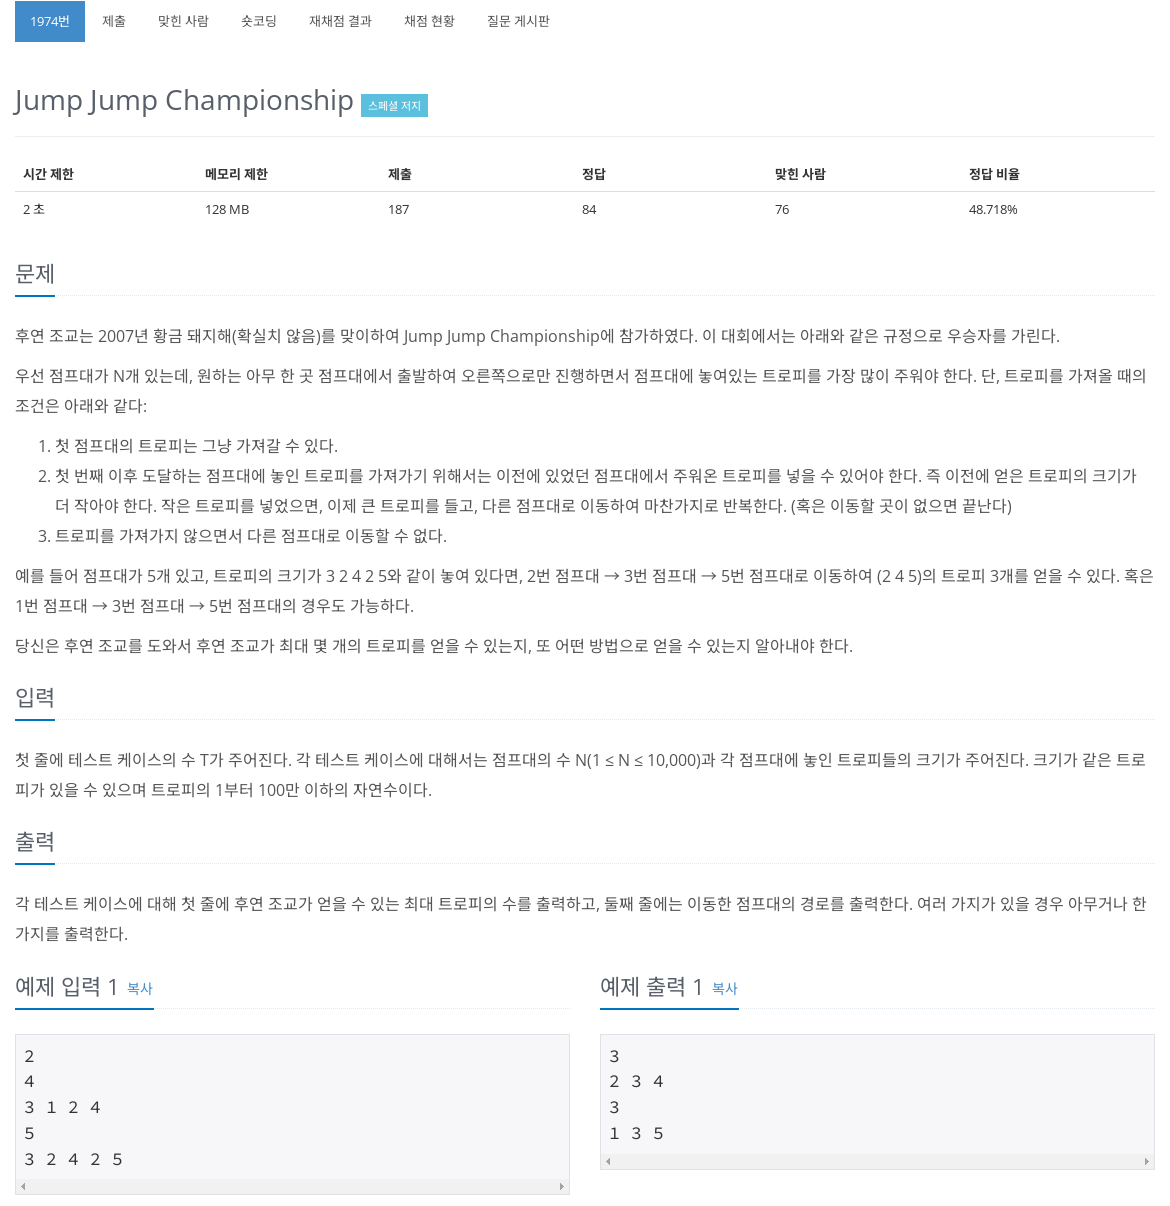 1974번 제출 맞힌 사람 숏코딩 재채점 결과 채점 현황 질문 게시판
Jump Jump Championship 스페셜 저지
시간 제한 메모리 제한 제출 정답 맞힌 사람 정답 비율
2 초 128 MB 187 84 76 48.718%
문제
후연 조교는 2007년 황금 돼지해(확실치 않음)를 맞이하여 Jump Jump Championship에 참가하였다. 이 대회에서는 아래와 같은 규정으로 우승자를 가린다.
우선 점프대가 N개 있는데, 원하는 아무 한 곳 점프대에서 출발하여 오른쪽으로만 진행하면서 점프대에 놓여있는 트로피를 가장 많이 주워야 한다. 단, 트로피를 가져올 때의
조건은 아래와 같다:
1. 첫 점프대의 트로피는 그냥 가져갈 수 있다.
2. 첫 번째 이후 도달하는 점프대에 놓인 트로피를 가져가기 위해서는 이전에 있었던 점프대에서 주워온 트로피를 넣을 수 있어야 한다. 즉 이전에 얻은 트로피의 크기가
더 작아야 한다. 작은 트로피를 넣었으면, 이제 큰 트로피를 들고, 다른 점프대로 이동하여 마찬가지로 반복한다. (혹은 이동할 곳이 없으면 끝난다)
3. 트로피를 가져가지 않으면서 다른 점프대로 이동할 수 없다.
예를 들어 점프대가 5개 있고, 트로피의 크기가 3 2 4 2 5와 같이 놓여 있다면, 2번 점프대 → 3번 점프대 → 5번 점프대로 이동하여 (2 4 5)의 트로피 3개를 얻을 수 있다. 혹은
1번 점프대 → 3번 점프대 → 5번 점프대의 경우도 가능하다.
당신은 후연 조교를 도와서 후연 조교가 최대 몇 개의 트로피를 얻을 수 있는지, 또 어떤 방법으로 얻을 수 있는지 알아내야 한다.
입력
첫 줄에 테스트 케이스의 수 T가 주어진다. 각 테스트 케이스에 대해서는 점프대의 수 N(1 ≤ N ≤ 10,000)과 각 점프대에 놓인 트로피들의 크기가 주어진다. 크기가 같은 트로
피가 있을 수 있으며 트로피의 1부터 100만 이하의 자연수이다.
출력
각 테스트 케이스에 대해 첫 줄에 후연 조교가 얻을 수 있는 최대 트로피의 수를 출력하고, 둘째 줄에는 이동한 점프대의 경로를 출력한다. 여러 가지가 있을 경우 아무거나 한
가지를 출력한다.
예제 입력 1 복사
2
4
3 1 2 4
5
3 2 4 2 5
예제 출력 1 복사
3
2 3 4
3
1 3 5